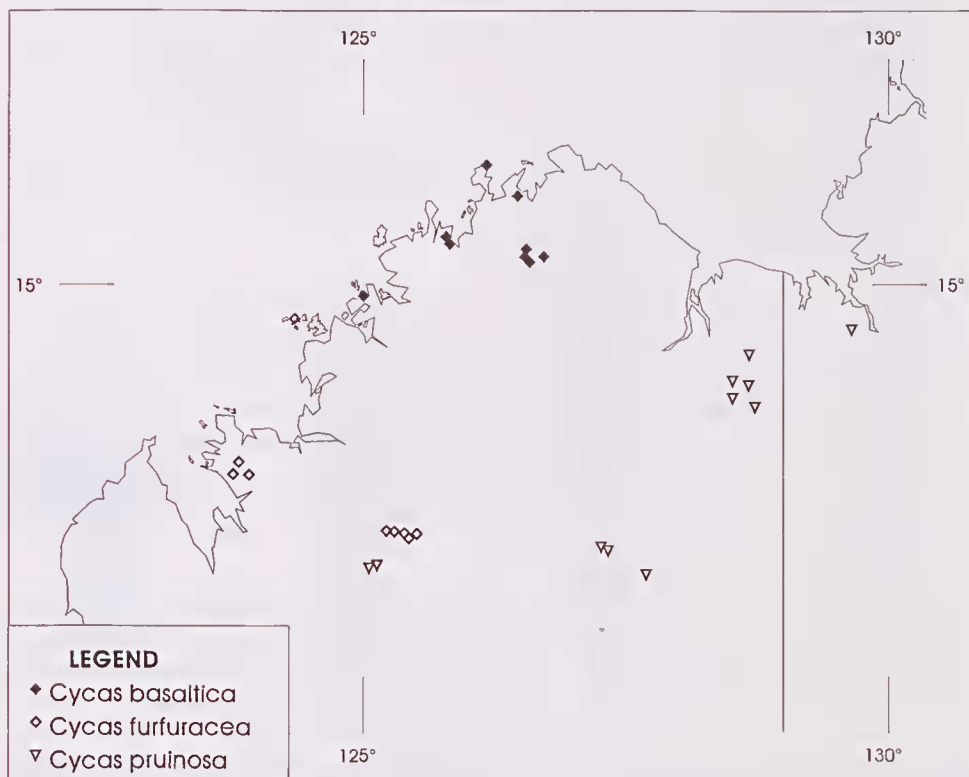 125° 130°
15° 15°
LEGEND
Cycas basaltica
Cycas furfuracea
Cycas pruinosa
125° 130°